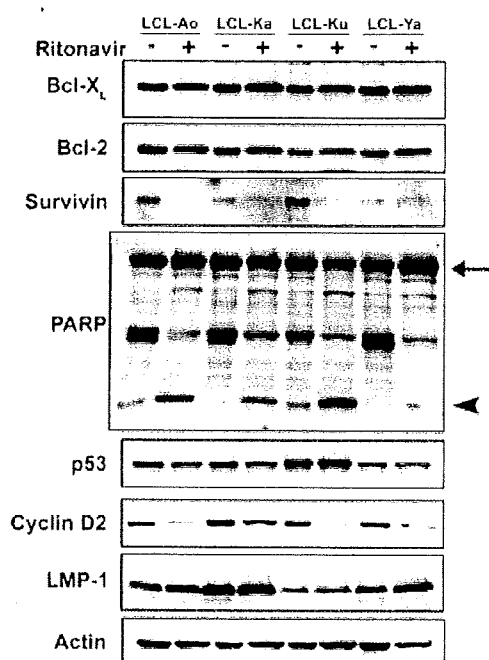 LCL-Ao LCL-Ka LCL-Ku LCL-Ya
Ritonavir - + - + - + - +
Bcl-XL
Bcl-2
Survivin
PARP
p53
Cyclin D2
LMP-1
Actin